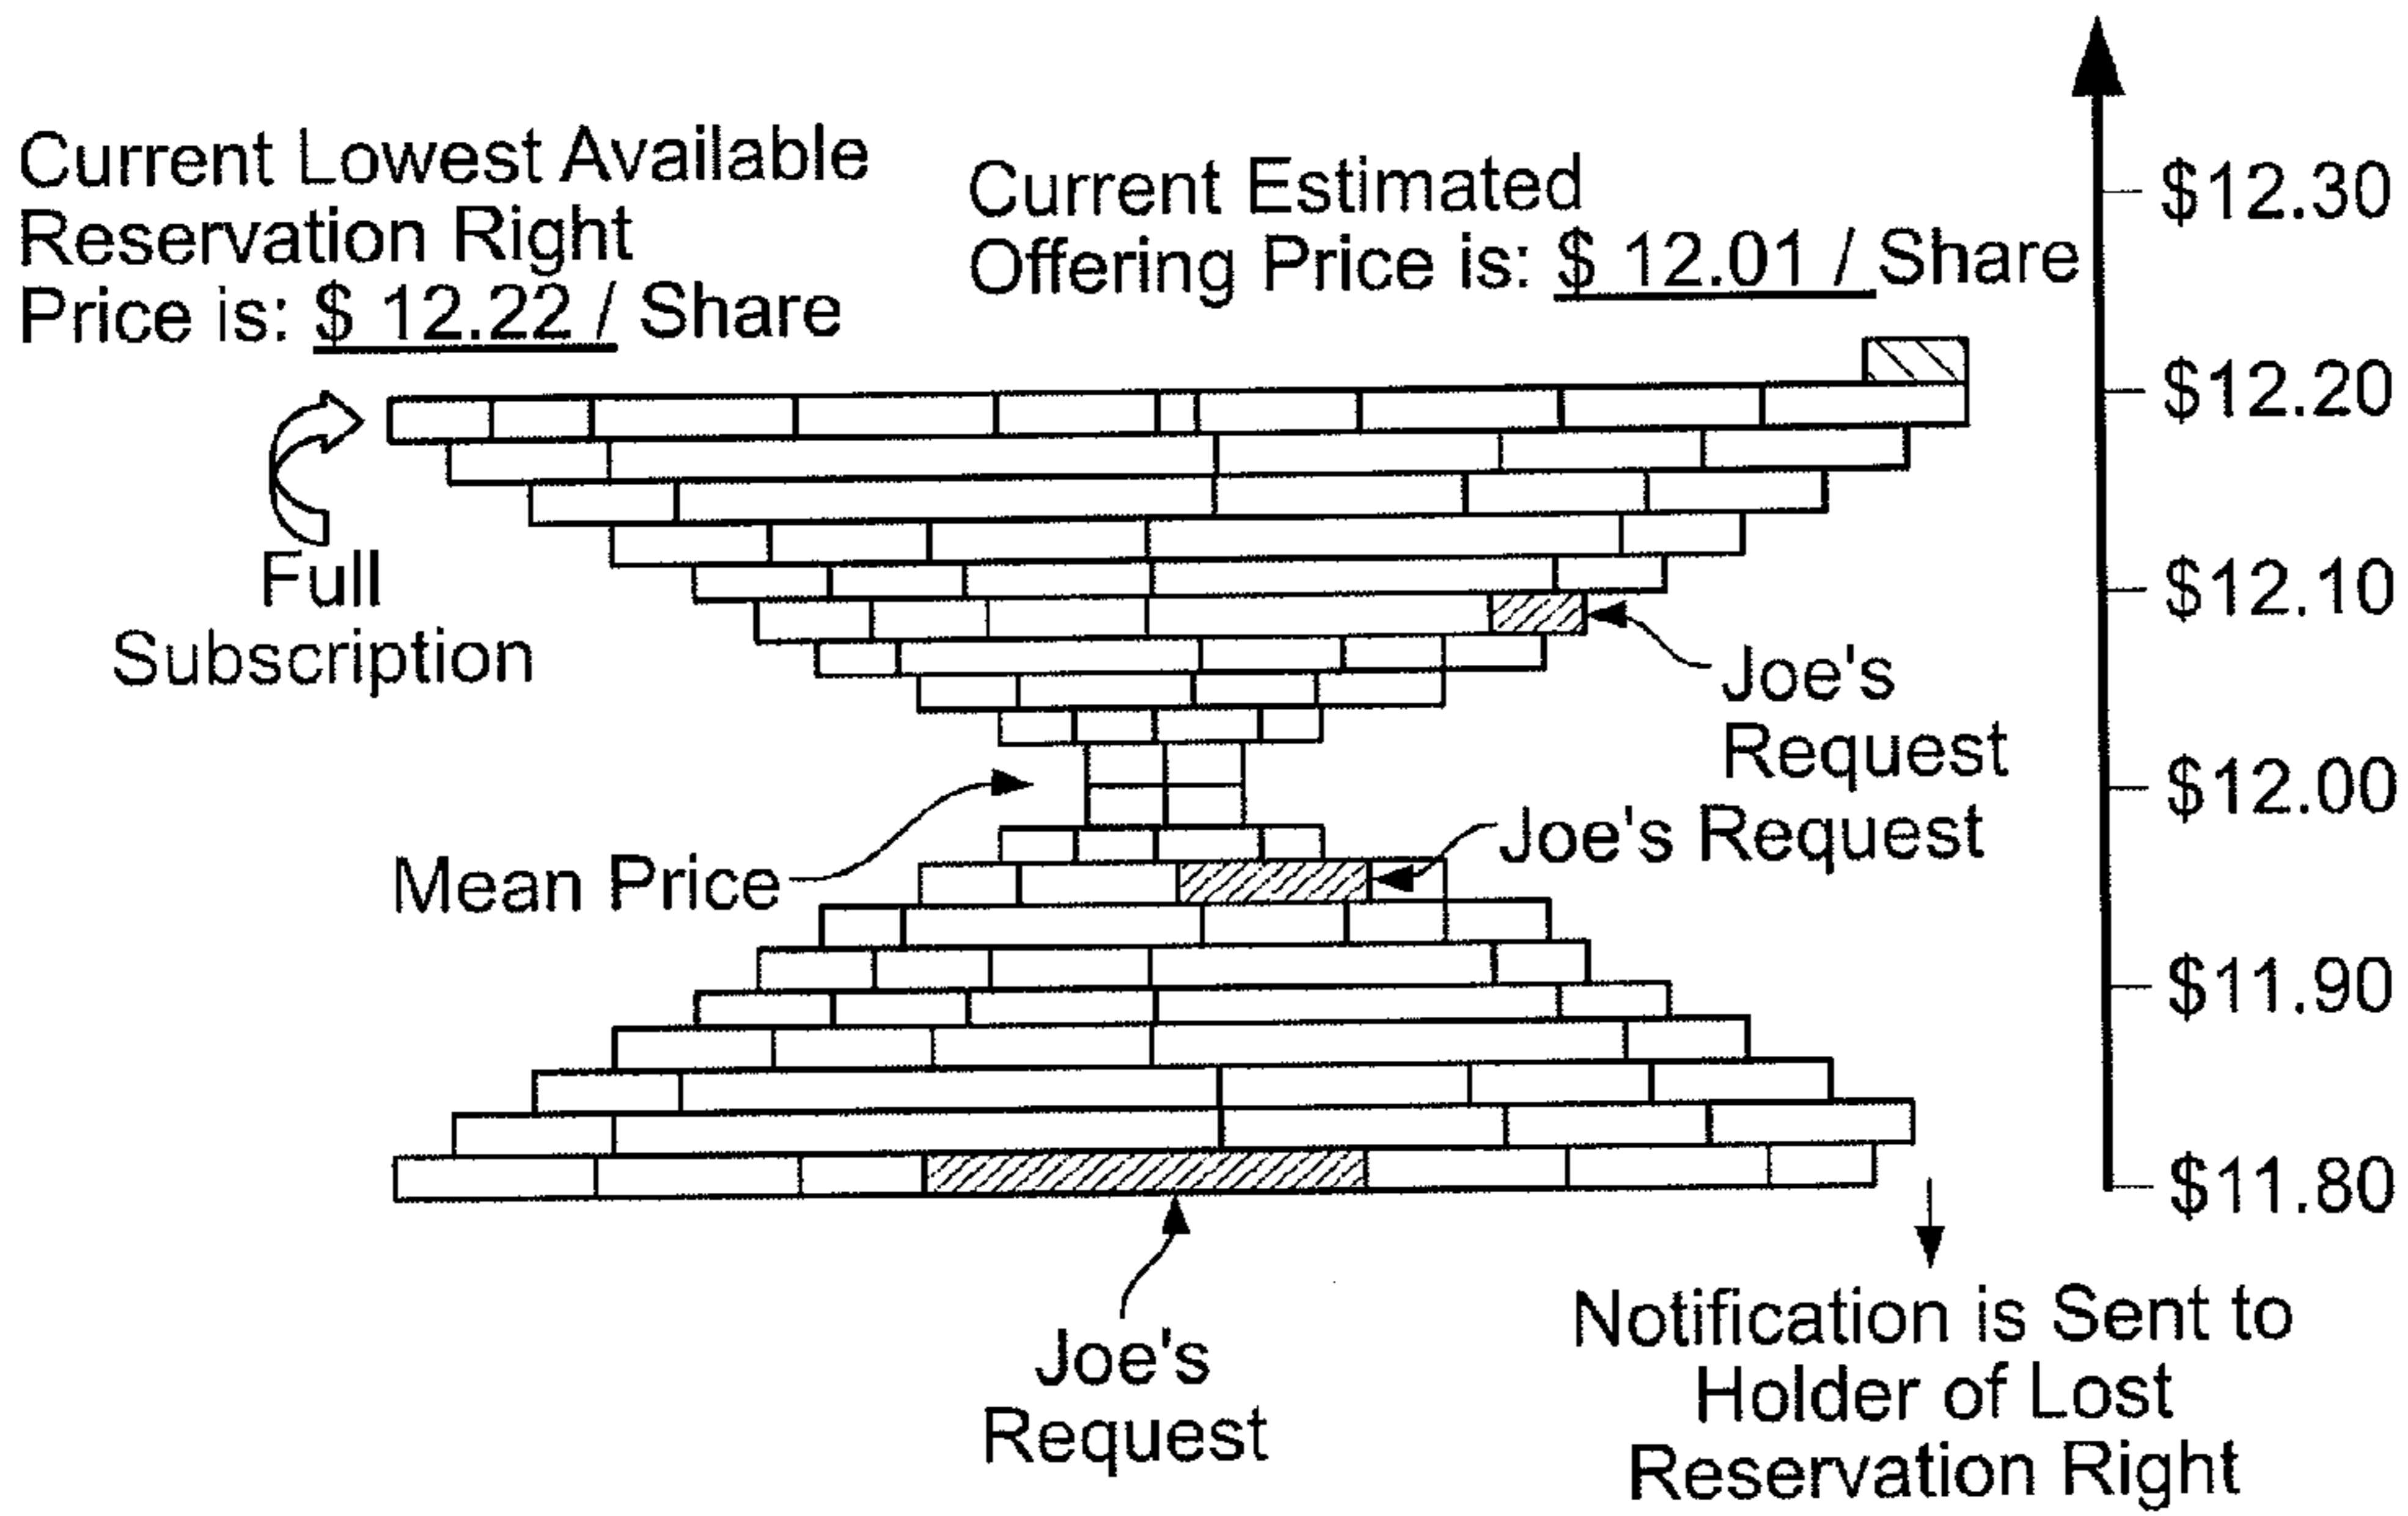 Current Lowest Available
Reservation Right
Price is: $ 12.22 / Share
Current Estimated
Offering Price is: $ 12.01 / Share
$12.30
$12.20
$12.10
$12.00
$11.90
$11.80
Full
Subscription
Joe's
Request
Joe's Request
Mean Price
Joe's
Request
Notification is Sent to
Holder of Lost
Reservation Right